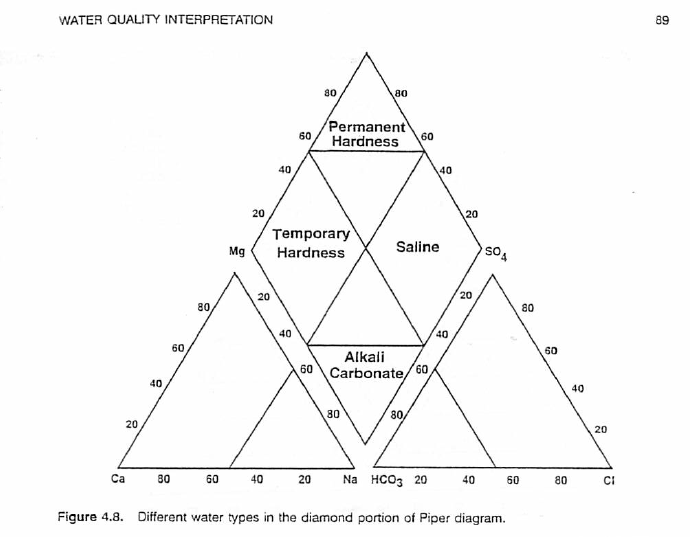 WATER QUALITY INTERPRETATION 89
80 80
60 Permanent 60
Hardness
40 40
20 20
Temporary Saline
Mg Hardness SO4
20 20
80 80
40 40
60 Alkali 60
60 Carbonate 60
40 40
80 80
20 20
Ca 80 60 40 20 Na HCO3 20 40 60 80 Cl
Figure 4.8. Different water types in the diamond portion of Piper diagram.